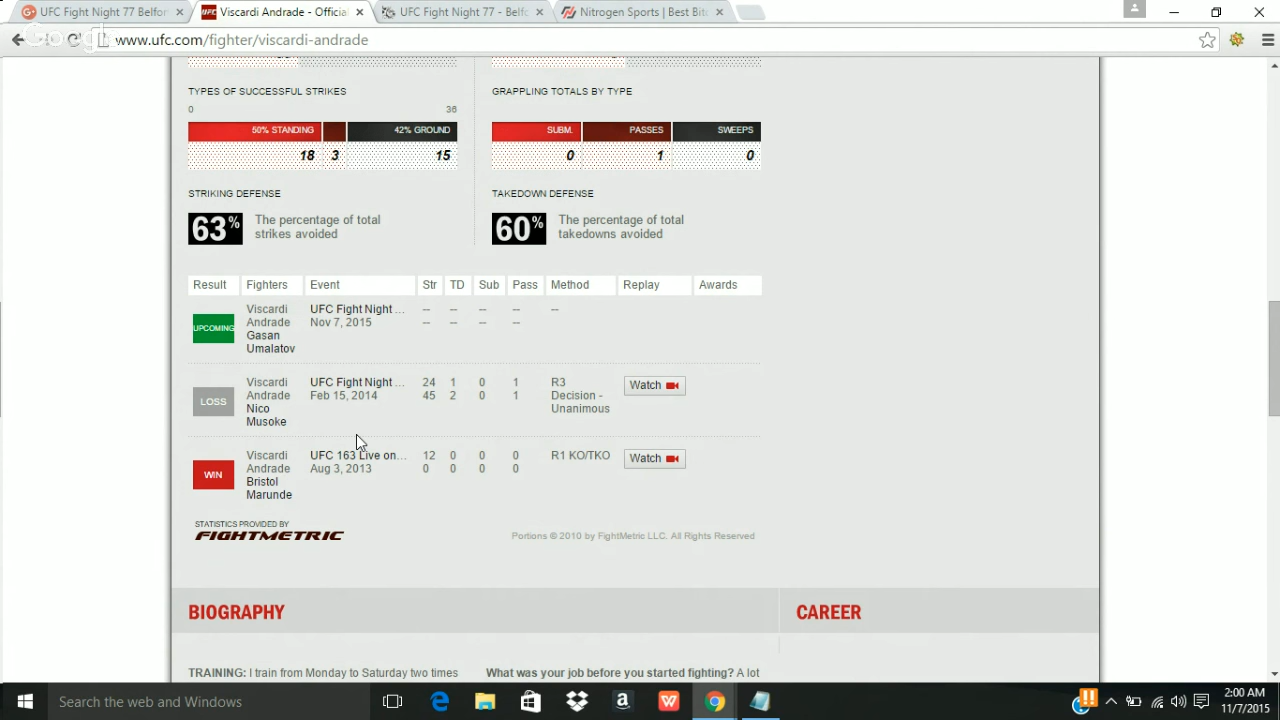 UFC Fight Night 77 Belfor
Viscardi Andrade - Official
UFC Fight Night 77 - Belfo
Nitrogen Sports | Best Bit
www.ufc.com/fighter/viscardi-andrade
TYPES OF SUCCESSFUL STRIKES
0 36
50% STANDING 42% GROUND
18 3 15
STRIKING DEFENSE
63% The percentage of total
strikes avoided
GRAPPLING TOTALS BY TYPE
SUBM. PASSES SWEEPS
0 1 0
TAKEDOWN DEFENSE
60% The percentage of total
takedowns avoided
Result Fighters Event Str TD Sub Pass Method Replay Awards
UPCOMING
Viscardi
Andrade
Gasan
Umalatov
UFC Fight Night ...
Nov 7, 2015
-- -- -- -- --
-- -- -- --
LOSS
Viscardi
Andrade
Nico
Musoke
UFC Fight Night ...
Feb 15, 2014
24 1 0 1
45 2 0 1
R3
Decision -
Unanimous
Watch
WIN
Viscardi
Andrade
Bristol
Marunde
UFC 163 Live on...
Aug 3, 2013
12 0 0 0
0 0 0 0
R1 KO/TKO
Watch
STATISTICS PROVIDED BY
FIGHTMETRIC
Portions © 2010 by FightMetric LLC. All Rights Reserved
BIOGRAPHY
CAREER
TRAINING: I train from Monday to Saturday two times
What was your job before you started fighting? A lot
Search the web and Windows
2:00 AM
11/7/2015